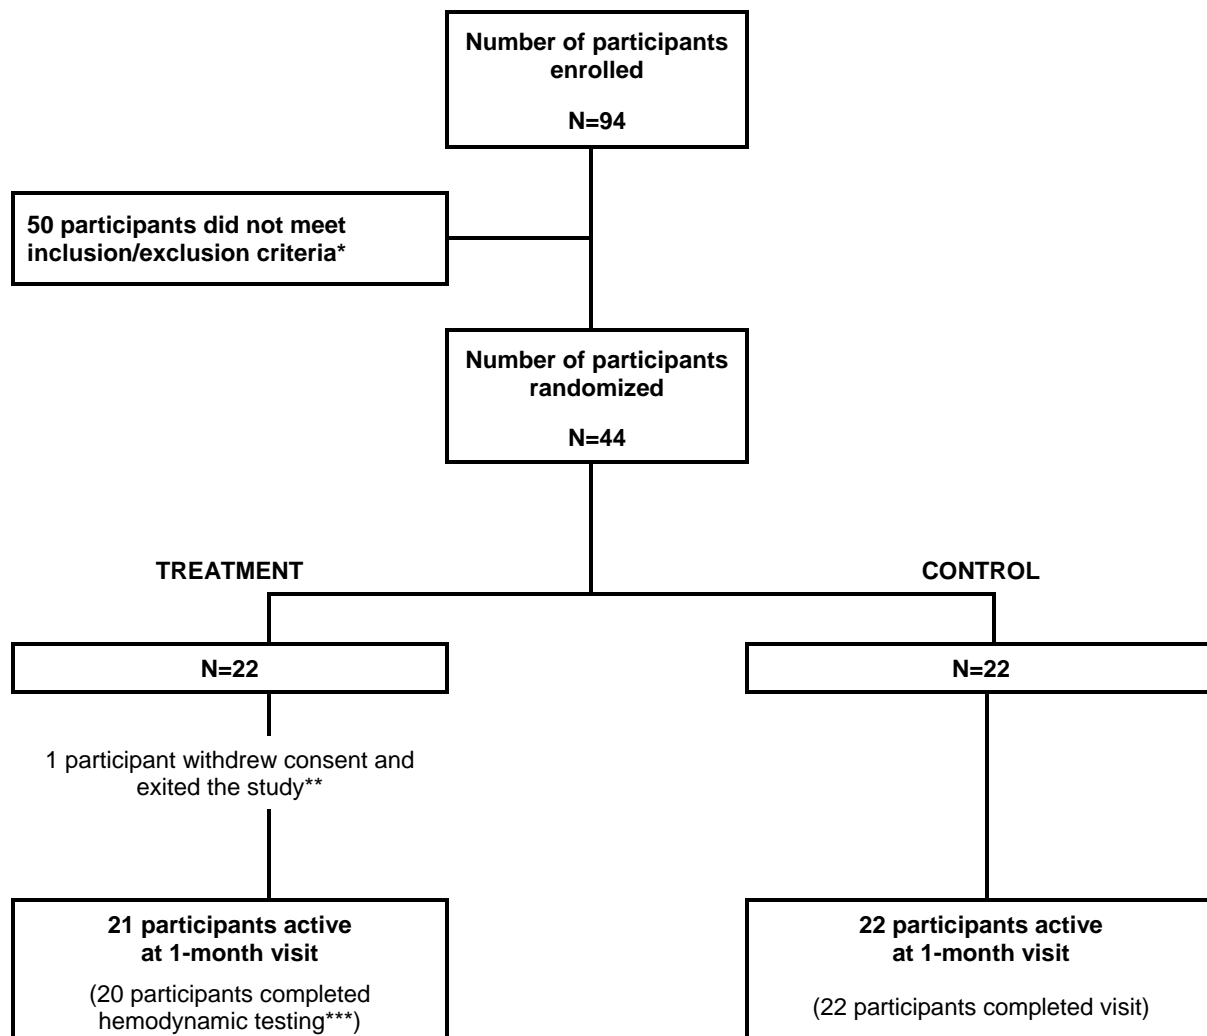 Number of participants
enrolled
N=94
50 participants did not meet
inclusion/exclusion criteria*
Number of participants
randomized
N=44
TREATMENT
CONTROL
N=22
N=22
1 participant withdrew consent and
exited the study**
21 participants active
at 1-month visit
(20 participants completed
hemodynamic testing***)
22 participants active
at 1-month visit
(22 participants completed visit)